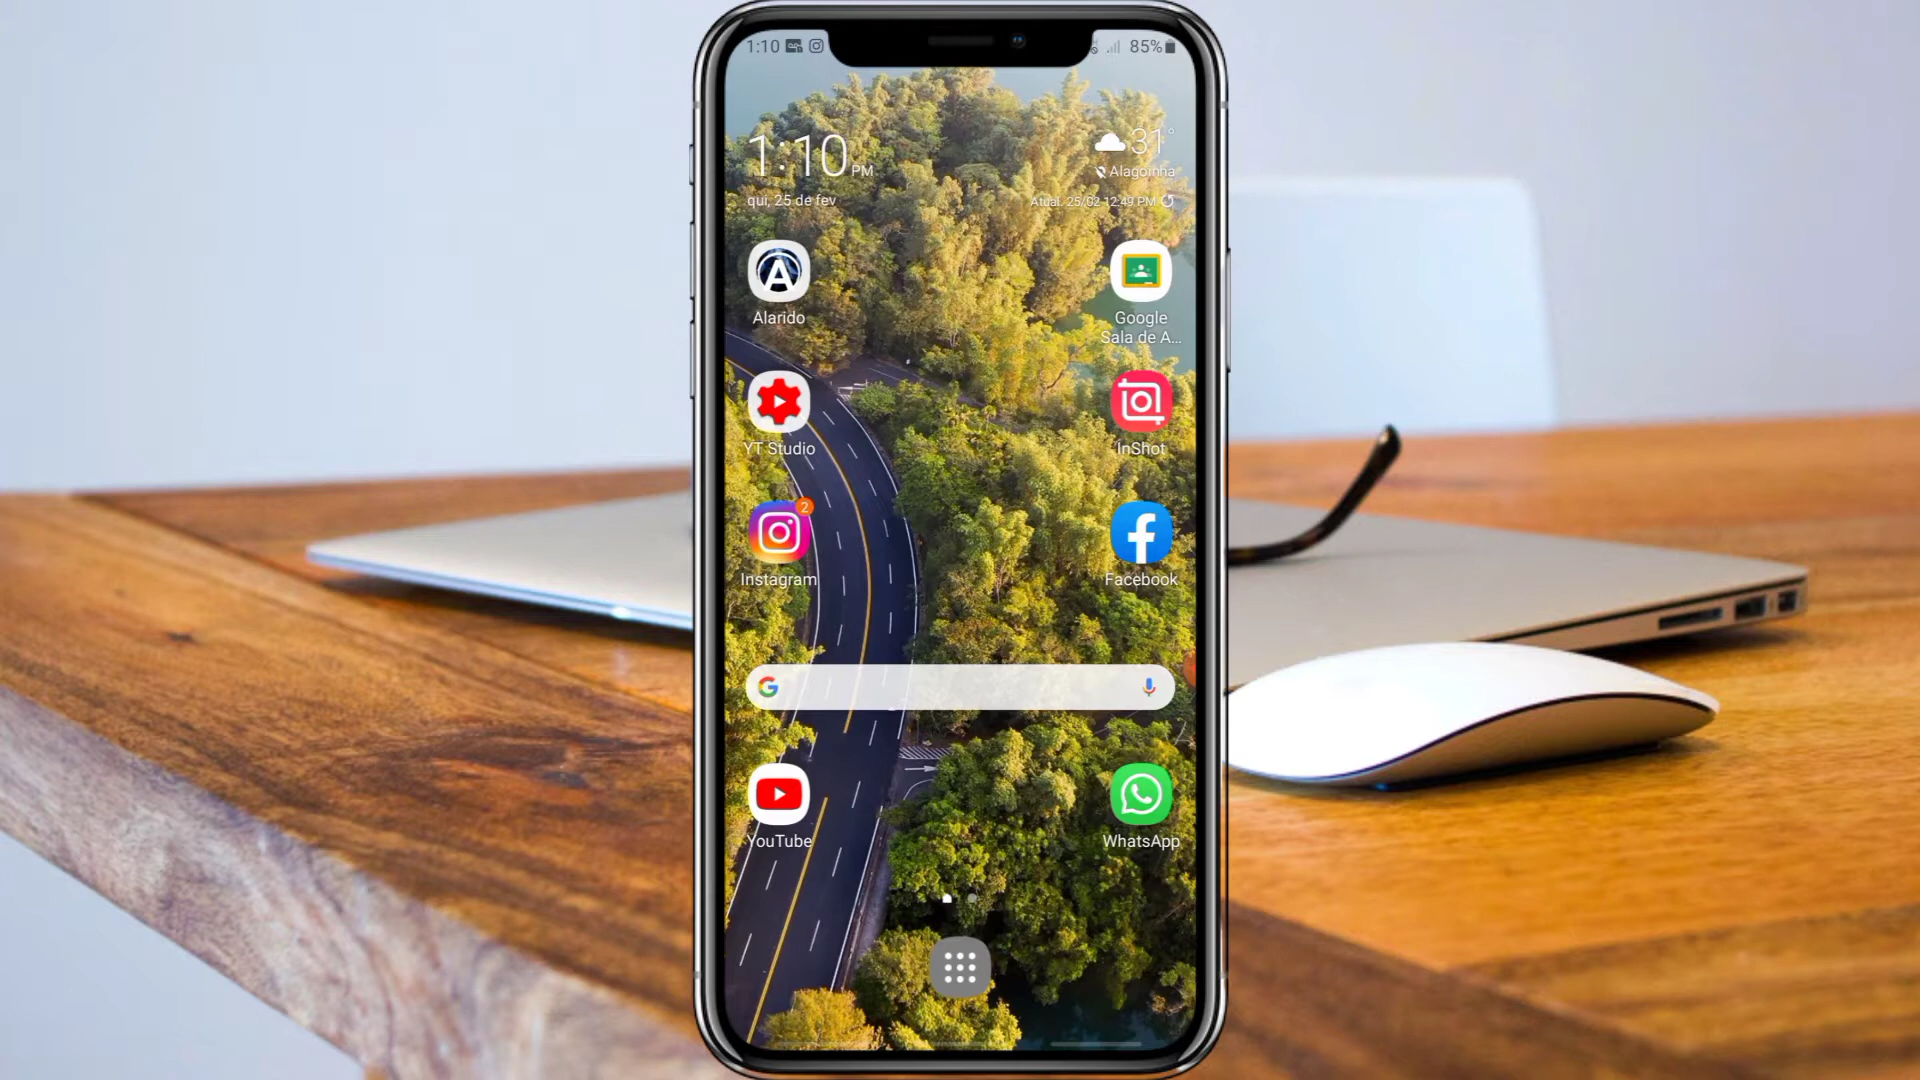 1:10
85%
1:10 PM
31°
Alagoinha
qui, 25 de fev
Atual. 25/02 12:49 PM
Alarido
Google
Sala de A...
YT Studio
InShot
2
Instagram
Facebook
YouTube
WhatsApp